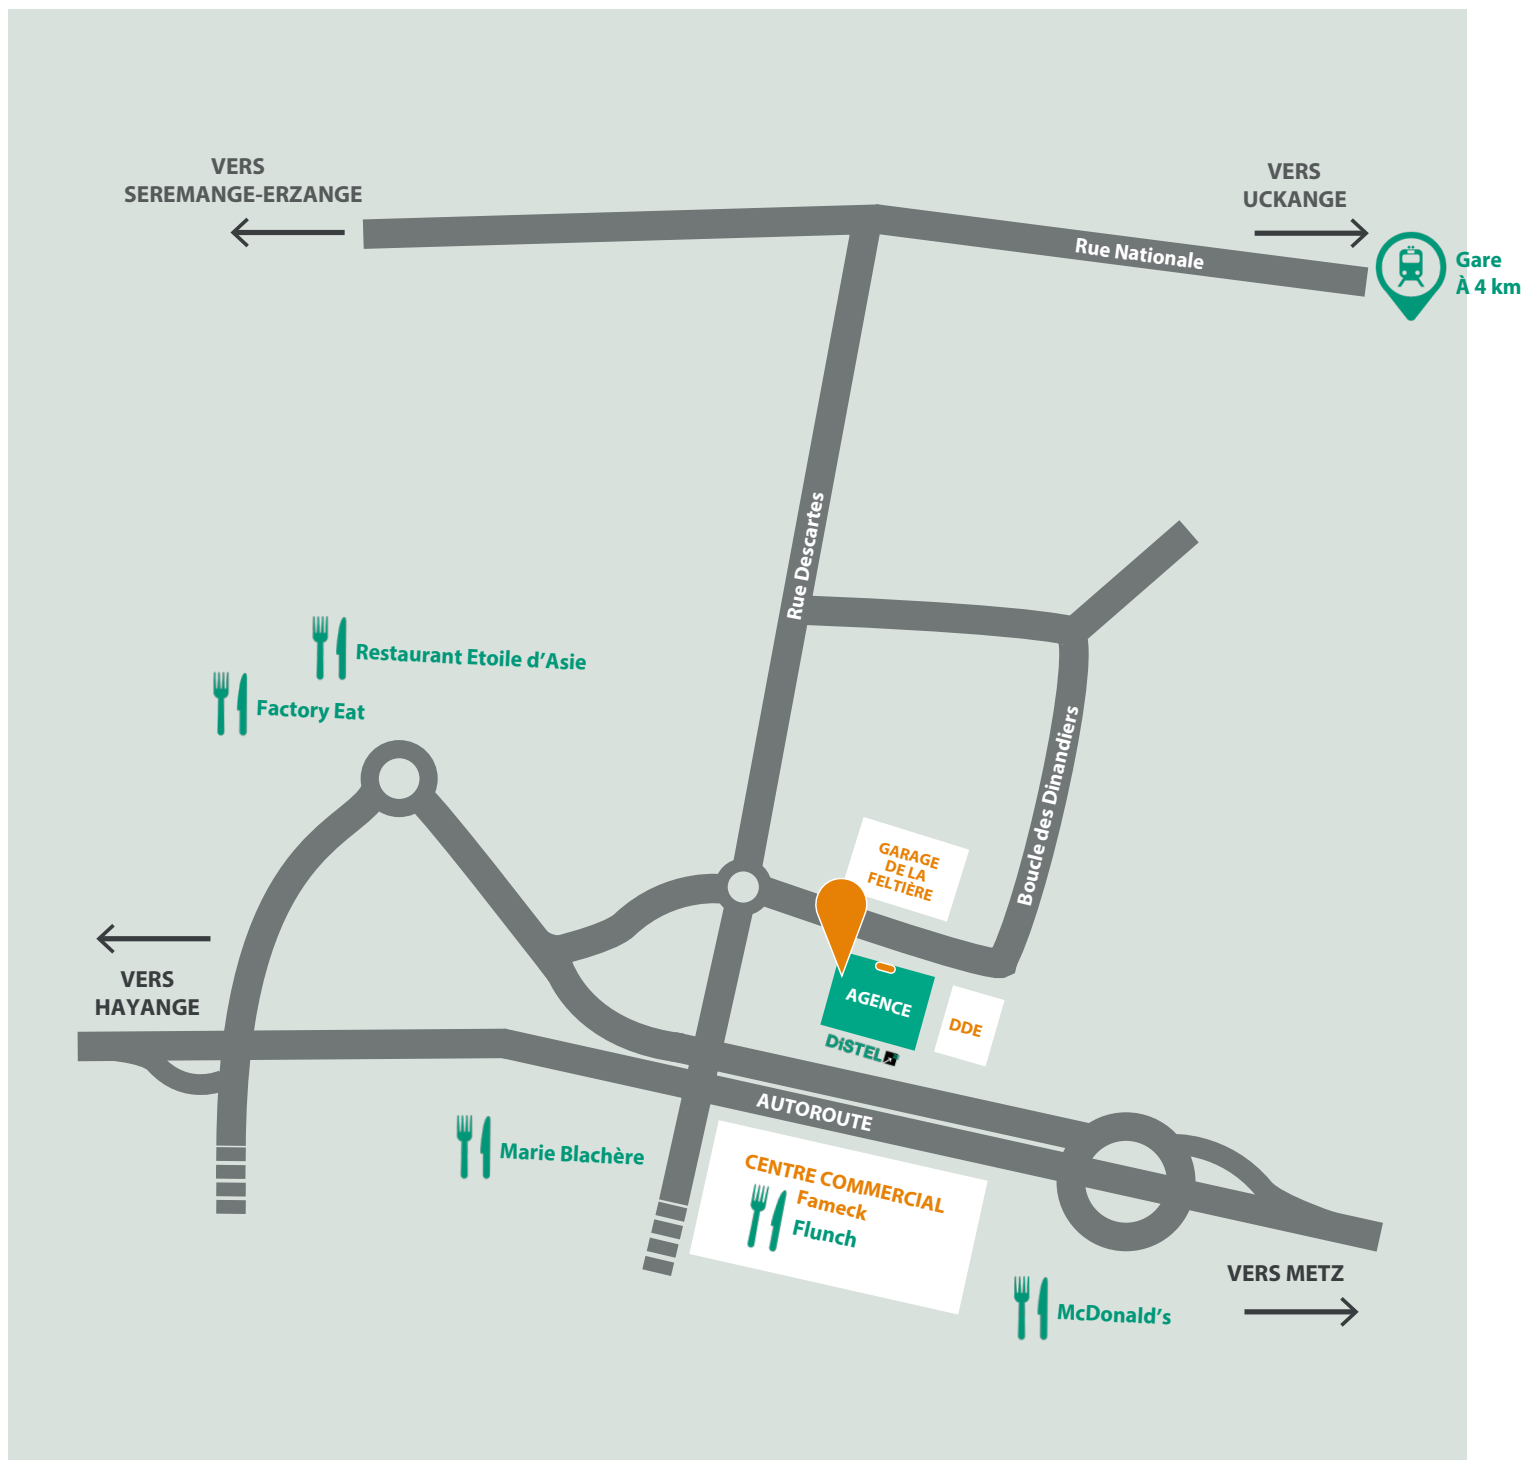 VERS
SEREMANGE-ERZANGE
VERS
UCKANGE
Rue Nationale
Gare
À 4 km
Rue Descartes
Restaurant Etoile d’Asie
Factory Eat
Boucle des Dinandiers
GARAGE
DE LA
FELTIÈRE
VERS
HAYANGE
AGENCE
DDE
DiSTEL
AUTOROUTE
Marie Blachère
CENTRE COMMERCIAL
Fameck
Flunch
VERS METZ
McDonald’s